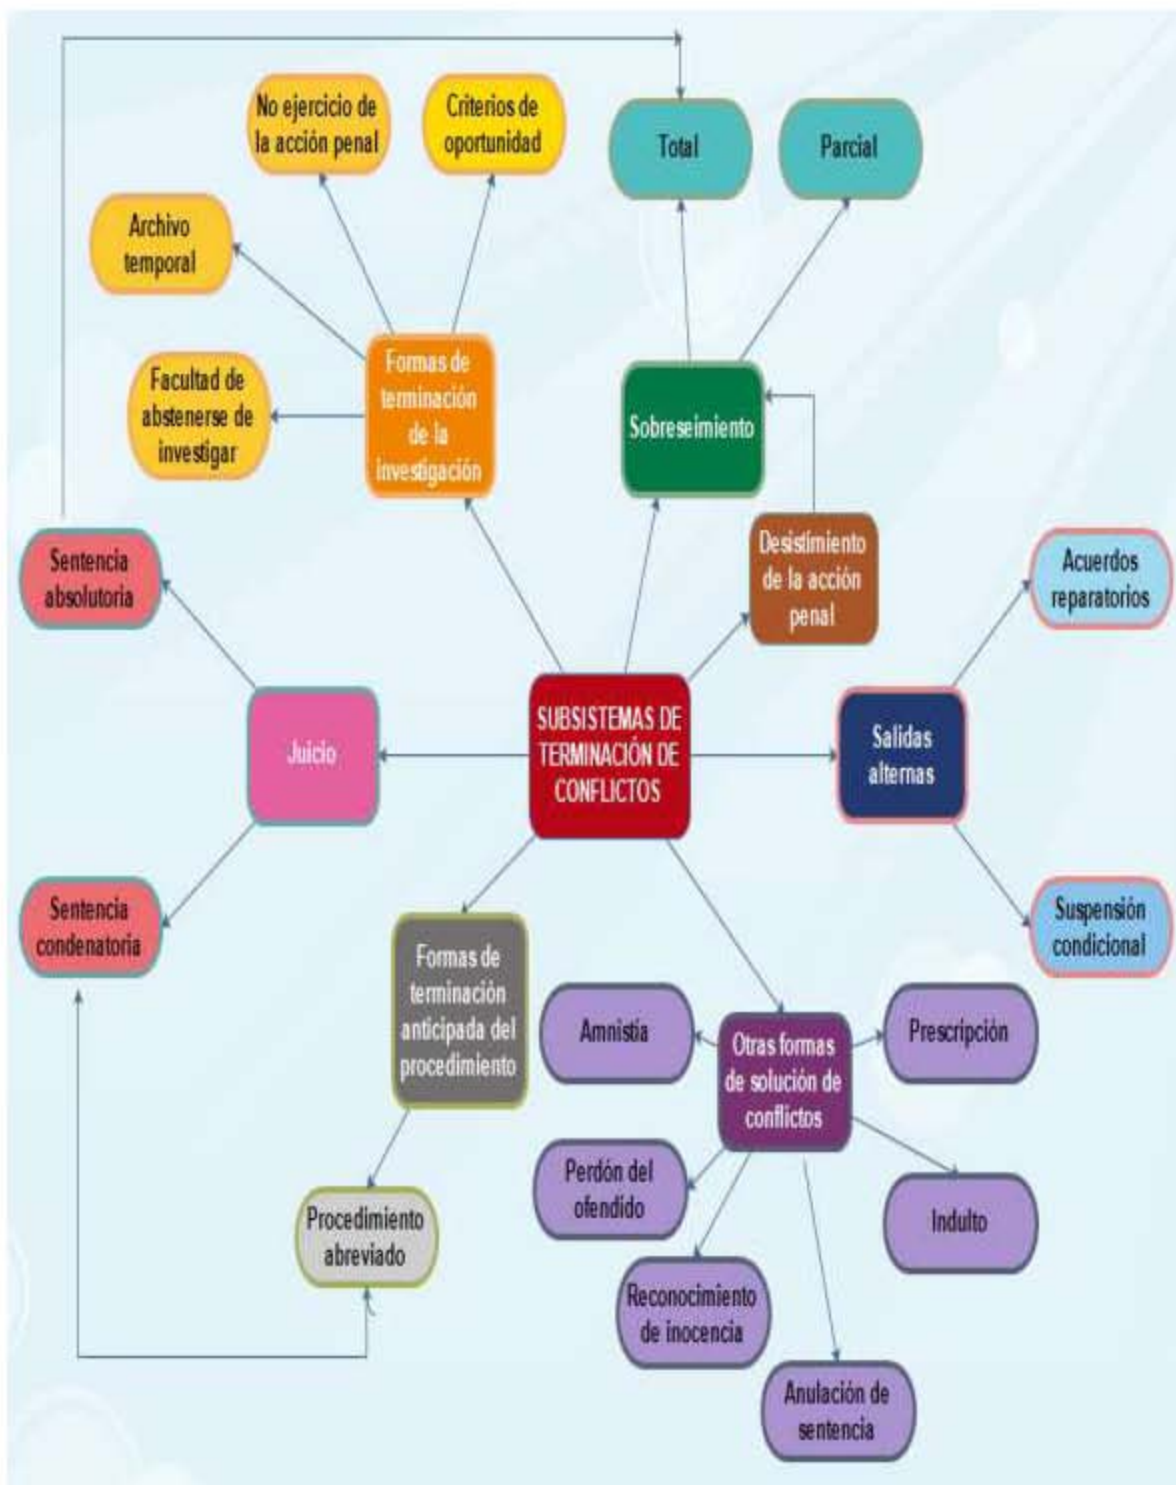 No ejercicio de
la acción penal
Criterios de
oportunidad
Total
Parcial
Archivo
temporal
Facultad de
abstenerse de
investigar
Formas de
terminación
de la
investigación
Sobreseimiento
Desistimiento
de la acción
penal
Sentencia
absolutoria
Acuerdos
reparatorios
Juicio
SUBSISTEMAS DE
TERMINACIÓN DE
CONFLICTOS
Salidas
alternas
Sentencia
condenatoria
Suspensión
condicional
Formas de
terminación
anticipada del
procedimiento
Amnistía
Otras formas
de solución de
conflictos
Prescripción
Perdón del
ofendido
Indulto
Procedimiento
abreviado
Reconocimiento
de inocencia
Anulación de
sentencia